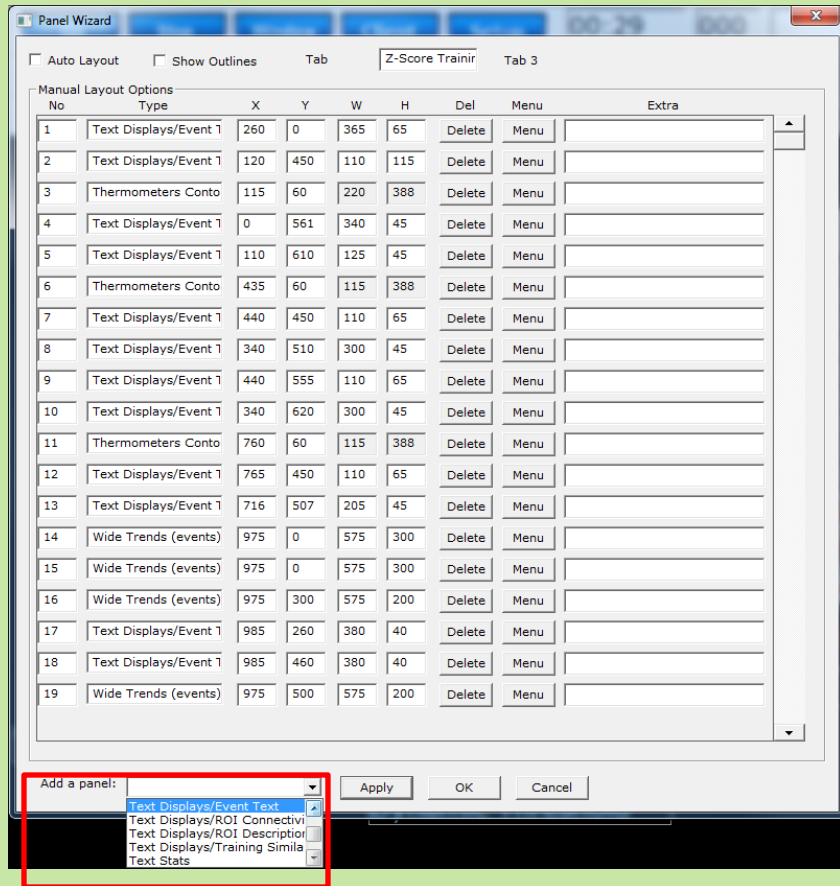 Panel Wizard
00:29 000
Auto Layout Show Outlines Tab Z-Score Trainir Tab 3
Manual Layout Options
No Type X Y W H Del Menu Extra
1 Text Displays/Event T 260 0 365 65 Delete Menu
2 Text Displays/Event T 120 450 110 115 Delete Menu
3 Thermometers Conto 115 60 220 388 Delete Menu
4 Text Displays/Event T 0 561 340 45 Delete Menu
5 Text Displays/Event T 110 610 125 45 Delete Menu
6 Thermometers Conto 435 60 115 388 Delete Menu
7 Text Displays/Event T 440 450 110 65 Delete Menu
8 Text Displays/Event T 340 510 300 45 Delete Menu
9 Text Displays/Event T 440 555 110 65 Delete Menu
10 Text Displays/Event T 340 620 300 45 Delete Menu
11 Thermometers Conto 760 60 115 388 Delete Menu
12 Text Displays/Event T 765 450 110 65 Delete Menu
13 Text Displays/Event T 716 507 205 45 Delete Menu
14 Wide Trends (events) 975 0 575 300 Delete Menu
15 Wide Trends (events) 975 0 575 300 Delete Menu
16 Wide Trends (events) 975 300 575 200 Delete Menu
17 Text Displays/Event T 985 260 380 40 Delete Menu
18 Text Displays/Event T 985 460 380 40 Delete Menu
19 Wide Trends (events) 975 500 575 200 Delete Menu
Add a panel: Apply OK Cancel
Text Displays/Event Text
Text Displays/ROI Connectivi
Text Displays/ROI Description
Text Displays/Training Simila
Text Stats